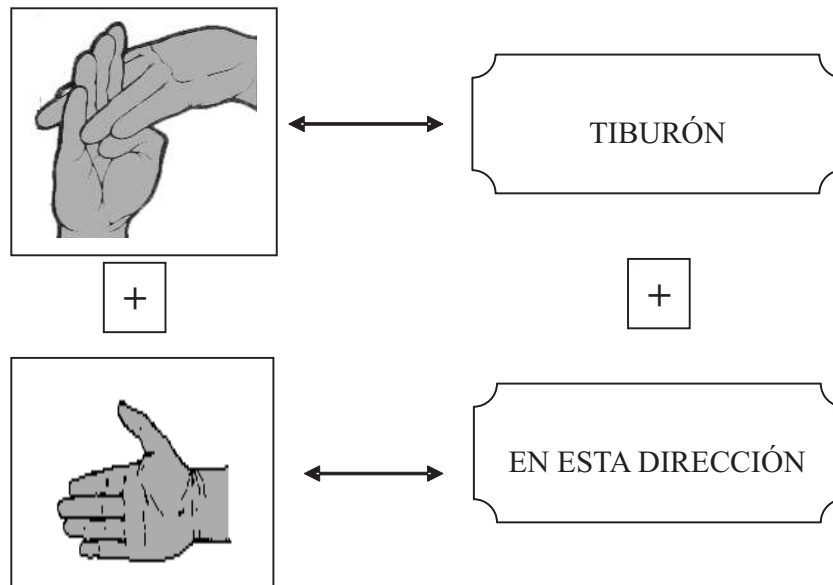 TIBURÓN
+
+
EN ESTA DIRECCIÓN